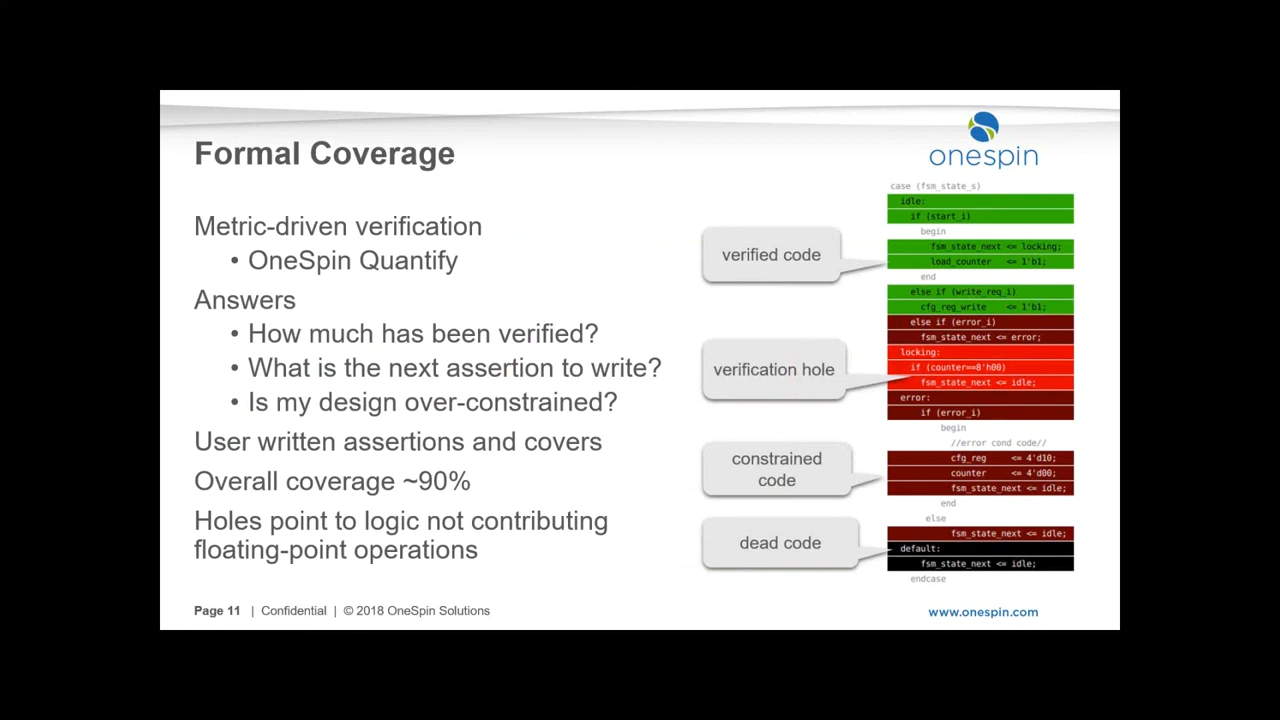 Formal Coverage
onespin
Metric-driven verification
• OneSpin Quantify
Answers
• How much has been verified?
• What is the next assertion to write?
• Is my design over-constrained?
User written assertions and covers
Overall coverage ~90%
Holes point to logic not contributing
floating-point operations
verified code
verification hole
constrained
code
dead code
case (fsm_state_s)
idle:
if (start_i)
begin
fsm_state_next <= locking;
load_counter <= 1'b1;
end
else if (write_req_i)
cfg_reg_write <= 1'b1;
else if (error_i)
fsm_state_next <= error;
locking:
if (counter==8'h00)
fsm_state_next <= idle;
error:
if (error_i)
begin
//error cond code//
cfg_reg <= 4'd10;
counter <= 4'd00;
fsm_state_next <= idle;
end
else
fsm_state_next <= idle;
default:
fsm_state_next <= idle;
endcase
Page 11 | Confidential | © 2018 OneSpin Solutions
www.onespin.com